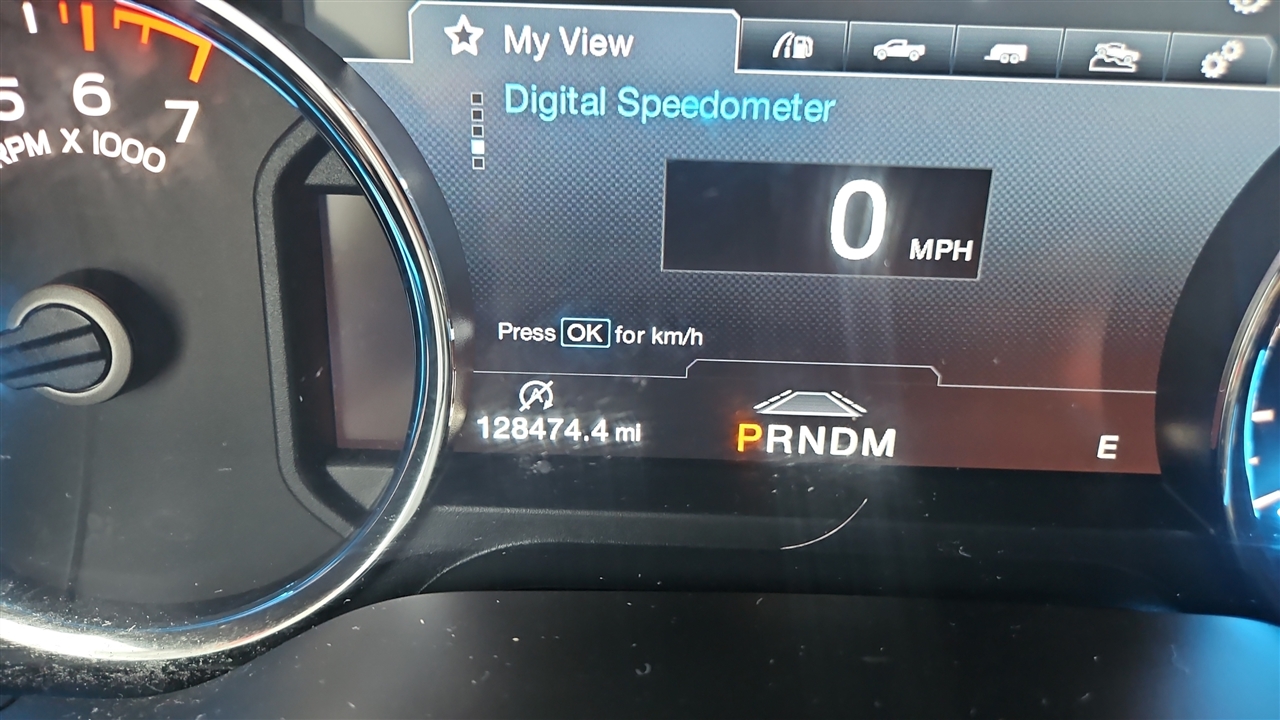 My View
Digital Speedometer
5 6 7
RPM X 1000
0 MPH
Press OK for km/h
128474.4 mi
PRNDM
E